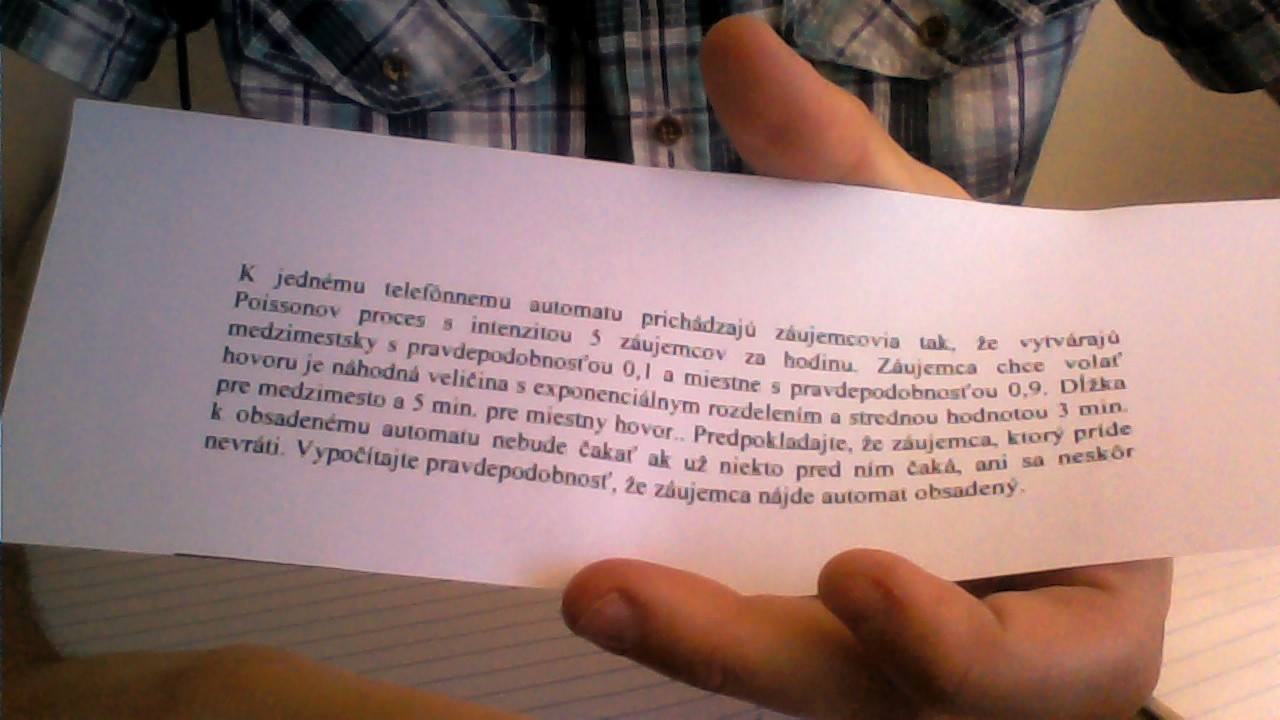 K jednému telefónnemu automatu prichádzajú záujemcovia tak, že vytvárajú
Poissonov proces s intenzitou 5 záujemcov za hodinu. Záujemca chce volať
medzimestsky s pravdepodobnosťou 0,1 a miestne s pravdepodobnosťou 0,9. Dĺžka
hovoru je náhodná veličina s exponenciálnym rozdelením a strednou hodnotou 3 min.
pre medzimesto a 5 min. pre miestny hovor.. Predpokladajte, že záujemca, ktorý príde
k obsadenému automatu nebude čakať ak už niekto pred ním čaká, ani sa neskôr
nevráti. Vypočítajte pravdepodobnosť, že záujemca nájde automat obsadený.